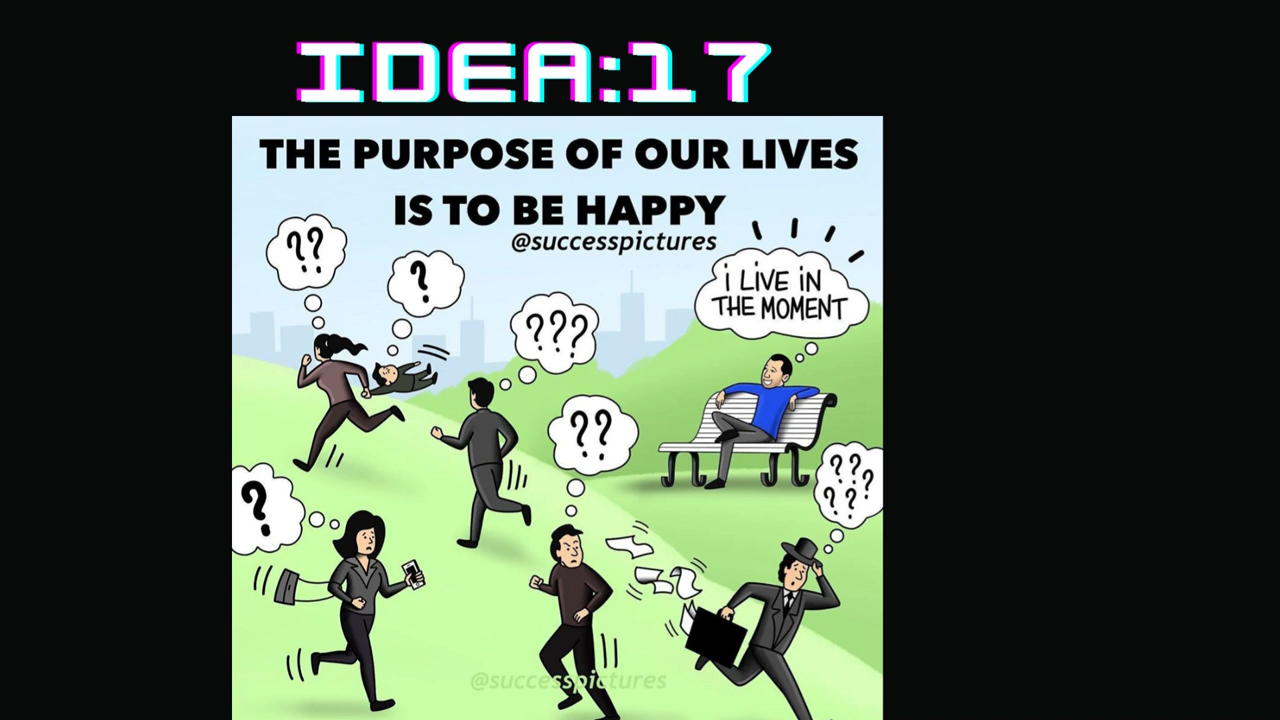 IDEA:17
THE PURPOSE OF OUR LIVES
IS TO BE HAPPY
@successpictures
??
?
???
i LiVE iN
THE MOMENT
??
???
??
?
@successpictures